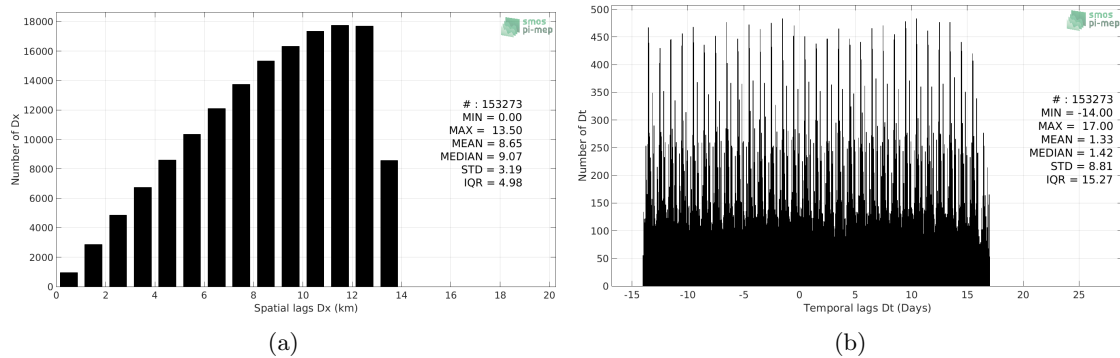 18000
16000
14000
12000
10000
8000
6000
4000
2000
0
Number of Dx
0 2 4 6 8 10 12 14 16 18 20
Spatial lags Dx (km)
smos
pi-mep
# : 153273
MIN = 0.00
MAX = 13.50
MEAN = 8.65
MEDIAN = 9.07
STD = 3.19
IQR = 4.98
(a)
500
450
400
350
300
250
200
150
100
50
0
Number of Dt
-15 -10 -5 0 5 10 15 20 25
Temporal lags Dt (Days)
smos
pi-mep
# : 153273
MIN = -14.00
MAX = 17.00
MEAN = 1.33
MEDIAN = 1.42
STD = 8.81
IQR = 15.27
(b)